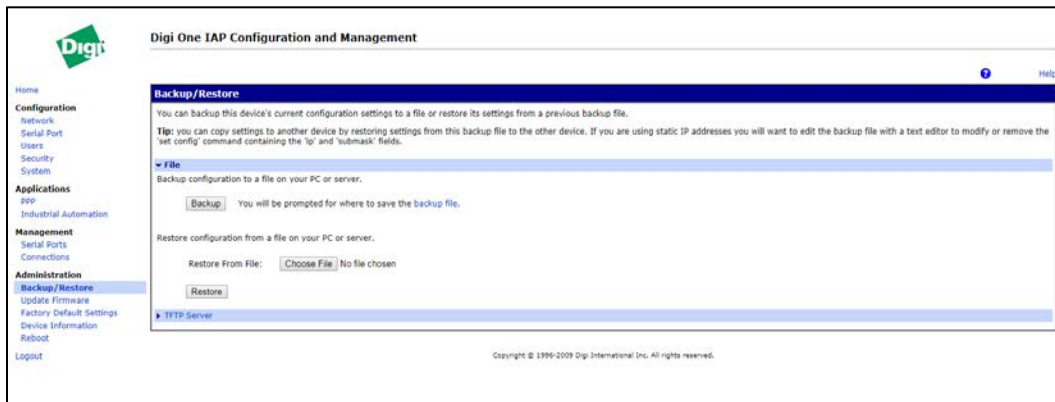 Digi
Digi One IAP Configuration and Management
Help
Home
Configuration
Network
Serial Port
Users
Security
System
Applications
PPP
Industrial Automation
Management
Serial Ports
Connections
Administration
Backup/Restore
Update Firmware
Factory Default Settings
Device Information
Reboot
Logout
Backup/Restore
You can backup this device's current configuration settings to a file or restore its settings from a previous backup file.
Tip: you can copy settings to another device by restoring settings from this backup file to the other device. If you are using static IP addresses you will want to edit the backup file with a text editor to modify or remove the
'set config' command containing the 'ip' and 'submask' fields.
File
Backup configuration to a file on your PC or server.
Backup You will be prompted for where to save the backup file.
Restore configuration from a file on your PC or server.
Restore From File: Choose File No file chosen
Restore
TFTP Server
Copyright © 1996-2009 Digi International Inc. All rights reserved.